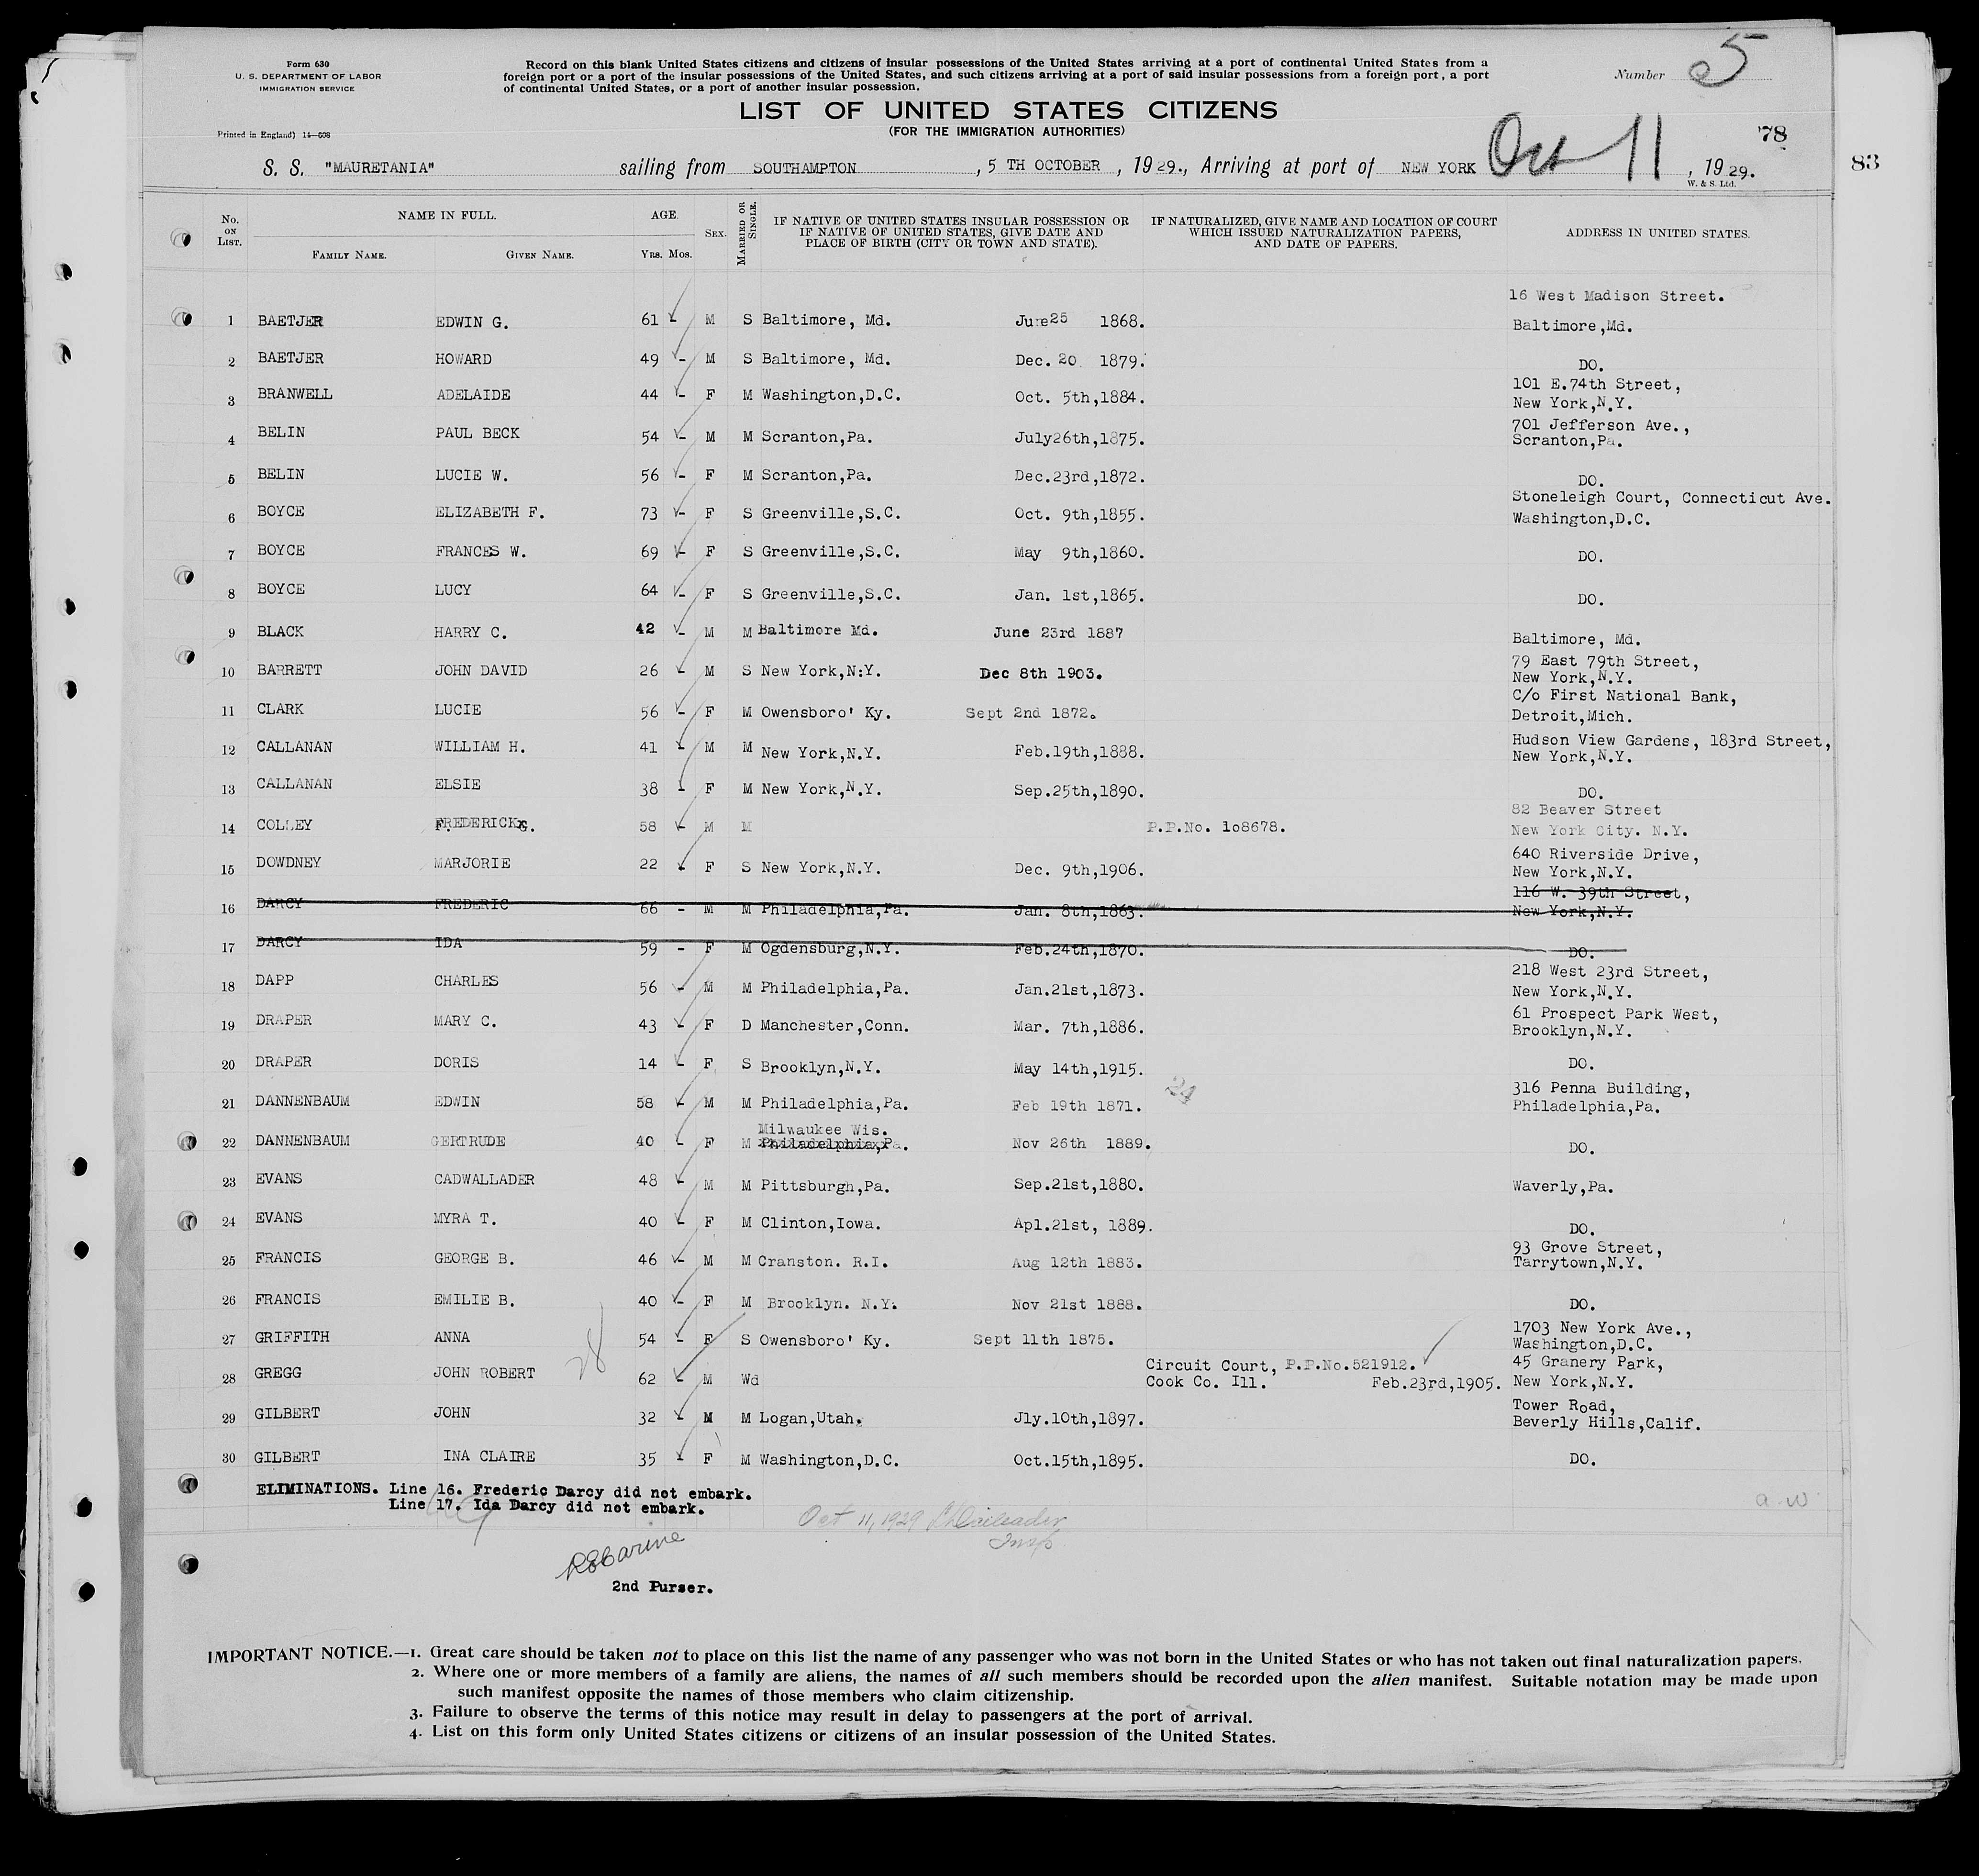 Form 630
U. S. DEPARTMENT OF LABOR
IMMIGRATION SERVICE
Printed in England) 14—608
Record on this blank United States citizens and citizens of insular possessions of the United States arriving at a port of continental United States from a
foreign port or a port of the insular possessions of the United States, and such citizens arriving at a port of said insular possessions from a foreign port, a port
of continental United States, or a port of another insular possession.
Number 5
LIST OF UNITED STATES CITIZENS
(FOR THE IMMIGRATION AUTHORITIES)
78
83
S. S. "MAURETANIA" sailing from SOUTHAMPTON , 5 TH OCTOBER , 1929., Arriving at port of NEW YORK Oct 11 , 1929.
W. & S. Ltd.
No. ON LIST. NAME IN FULL. FAMILY NAME. GIVEN NAME. AGE. YRS. MOS. SEX. MARRIED OR SINGLE. IF NATIVE OF UNITED STATES INSULAR POSSESSION OR IF NATIVE OF UNITED STATES, GIVE DATE AND PLACE OF BIRTH (CITY OR TOWN AND STATE). IF NATURALIZED, GIVE NAME AND LOCATION OF COURT WHICH ISSUED NATURALIZATION PAPERS, AND DATE OF PAPERS. ADDRESS IN UNITED STATES.
16 West Madison Street.
1 BAETJER EDWIN G. 61 - M S Baltimore, Md. June 25 1868. Baltimore,Md.
2 BAETJER HOWARD 49 - M S Baltimore, Md. Dec. 20 1879. DO.
3 BRANWELL ADELAIDE 44 - F M Washington,D.C. Oct. 5th,1884. 101 E.74th Street,
New York,N.Y.
4 BELIN PAUL BECK 54 - M M Scranton,Pa. July26th,1875. 701 Jefferson Ave.,
Scranton,Pa.
5 BELIN LUCIE W. 56 - F M Scranton,Pa. Dec.23rd,1872. DO.
Stoneleigh Court, Connecticut Ave.
6 BOYCE ELIZABETH F. 73 - F S Greenville,S.C. Oct. 9th,1855. Washington,D.C.
7 BOYCE FRANCES W. 69 - F S Greenville,S.C. May 9th,1860. DO.
8 BOYCE LUCY 64 - F S Greenville,S.C. Jan. 1st,1865. DO.
9 BLACK HARRY C. 42 - M M Baltimore Md. June 23rd 1887 Baltimore, Md.
10 BARRETT JOHN DAVID 26 - M S New York,N:Y. Dec 8th 1903. 79 East 79th Street,
New York,N.Y.
C/o First National Bank,
11 CLARK LUCIE 56 - F M Owensboro' Ky. Sept 2nd 1872. Detroit,Mich.
12 CALLANAN WILLIAM H. 41 - M M New York,N.Y. Feb.19th,1888. Hudson View Gardens, 183rd Street,
New York,N.Y.
13 CALLANAN ELSIE 38 - F M New York,N.Y. Sep.25th,1890. DO.
82 Beaver Street
14 COLLEY FREDERICK G. 58 - M M P.P.No. 108678. New York City. N.Y.
15 DOWDNEY MARJORIE 22 - F S New York,N.Y. Dec. 9th,1906. 640 Riverside Drive,
New York,N.Y.
116 W. 39th Street,
16 DARCY FREDERIC 66 - M M Philadelphia,Pa. Jan. 8th,1863. New York,N.Y.
17 DARCY IDA 59 - F M Ogdensburg,N.Y. Feb.24th,1870. DO.
18 DAPP CHARLES 56 - M M Philadelphia,Pa. Jan.21st,1873. 218 West 23rd Street,
New York,N.Y.
19 DRAPER MARY C. 43 - F D Manchester,Conn. Mar. 7th,1886. 61 Prospect Park West,
Brooklyn,N.Y.
20 DRAPER DORIS 14 - F S Brooklyn,N.Y. May 14th,1915. DO.
24
21 DANNENBAUM EDWIN 58 - M M Philadelphia,Pa. Feb 19th 1871. 316 Penna Building,
Philadelphia,Pa.
Milwaukee Wis.
22 DANNENBAUM GERTRUDE 40 - F M Philadelphia,Pa. Nov 26th 1889. DO.
23 EVANS CADWALLADER 48 - M M Pittsburgh,Pa. Sep.21st,1880. Waverly,Pa.
24 EVANS MYRA T. 40 - F M Clinton,Iowa. Apl.21st, 1889. DO.
25 FRANCIS GEORGE B. 46 - M M Cranston. R.I. Aug 12th 1883. 93 Grove Street,
Tarrytown,N.Y.
26 FRANCIS EMILIE B. 40 - F M Brooklyn. N.Y. Nov 21st 1888. DO.
27 GRIFFITH ANNA 54 - F S Owensboro' Ky. Sept 11th 1875. 1703 New York Ave.,
Washington,D.C.
28
28 GREGG JOHN ROBERT 62 - M Wd Circuit Court, P.P.No.521912. 45 Granery Park,
Cook Co. Ill. Feb.23rd,1905. New York,N.Y.
29 GILBERT JOHN 32 - M M Logan,Utah. Jly.10th,1897. Tower Road,
Beverly Hills,Calif.
30 GILBERT INA CLAIRE 35 - F M Washington,D.C. Oct.15th,1895. DO.
ELIMINATIONS. Line 16. Frederic Darcy did not embark.
Line 17. Ida Darcy did not embark.
a.w
Oct 11, 1929
Insp
2nd Purser.
IMPORTANT NOTICE.—1. Great care should be taken not to place on this list the name of any passenger who was not born in the United States or who has not taken out final naturalization papers.
2. Where one or more members of a family are aliens, the names of all such members should be recorded upon the alien manifest. Suitable notation may be made upon
such manifest opposite the names of those members who claim citizenship.
3. Failure to observe the terms of this notice may result in delay to passengers at the port of arrival.
4. List on this form only United States citizens or citizens of an insular possession of the United States.